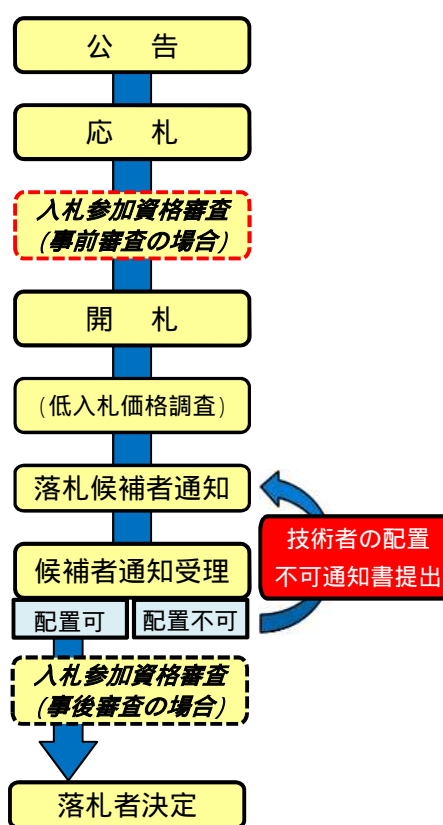 公 告
応 札
入札参加資格審査
(事前審査の場合)
開 札
(低入札価格調査)
落札候補者通知
技術者の配置
不可通知書提出
候補者通知受理
配置可
配置不可
入札参加資格審査
(事後審査の場合)
落札者決定